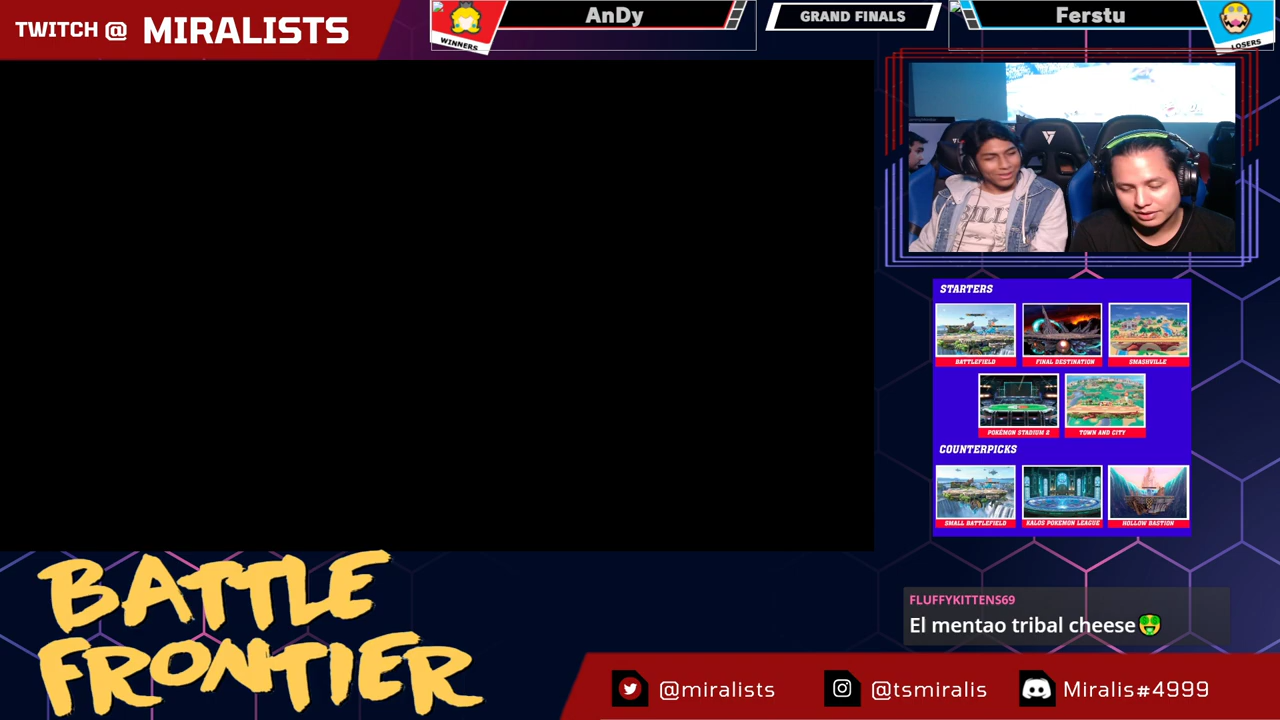 TWITCH @ MIRALISTS
WINNERS
AnDy
GRAND FINALS
Ferstu
LOSERS
STARTERS
BATTLEFIELD
FINAL DESTINATION
SMASHVILLE
POKÉMON STADIUM 2
TOWN AND CITY
COUNTERPICKS
SMALL BATTLEFIELD
KALOS POKÉMON LEAGUE
HOLLOW BASTION
FLUFFYKITTENS69
El mentao tribal cheese🤑
BATTLE
FRONTIER
@miralists
@tsmiralis
Miralis#4999